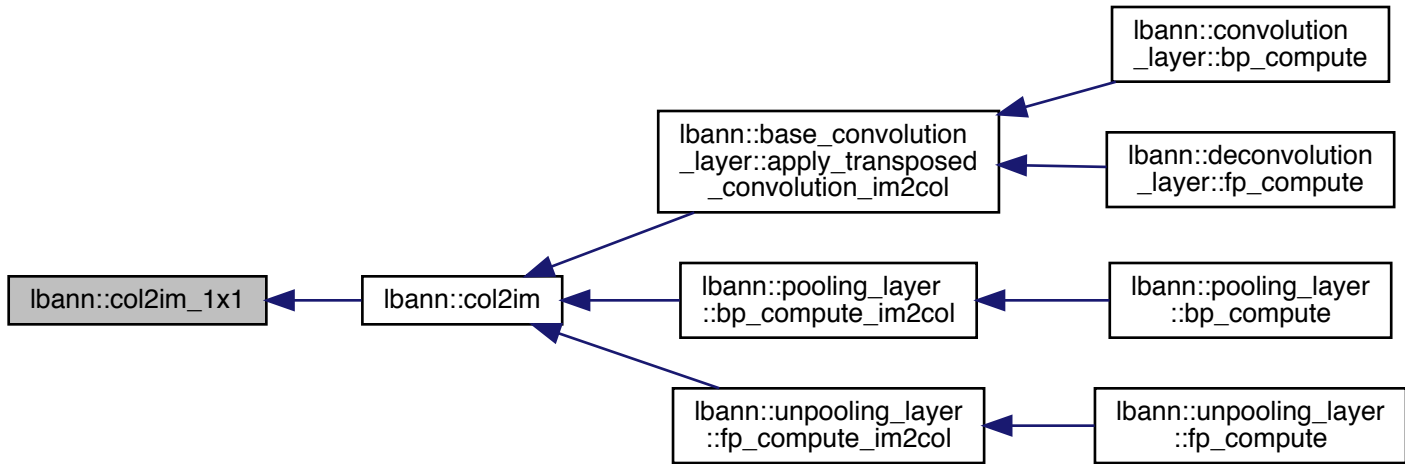 lbann::col2im_1x1
lbann::col2im
lbann::base_convolution
_layer::apply_transposed
_convolution_im2col
lbann::convolution
_layer::bp_compute
lbann::deconvolution
_layer::fp_compute
lbann::pooling_layer
::bp_compute_im2col
lbann::pooling_layer
::bp_compute
lbann::unpooling_layer
::fp_compute_im2col
lbann::unpooling_layer
::fp_compute